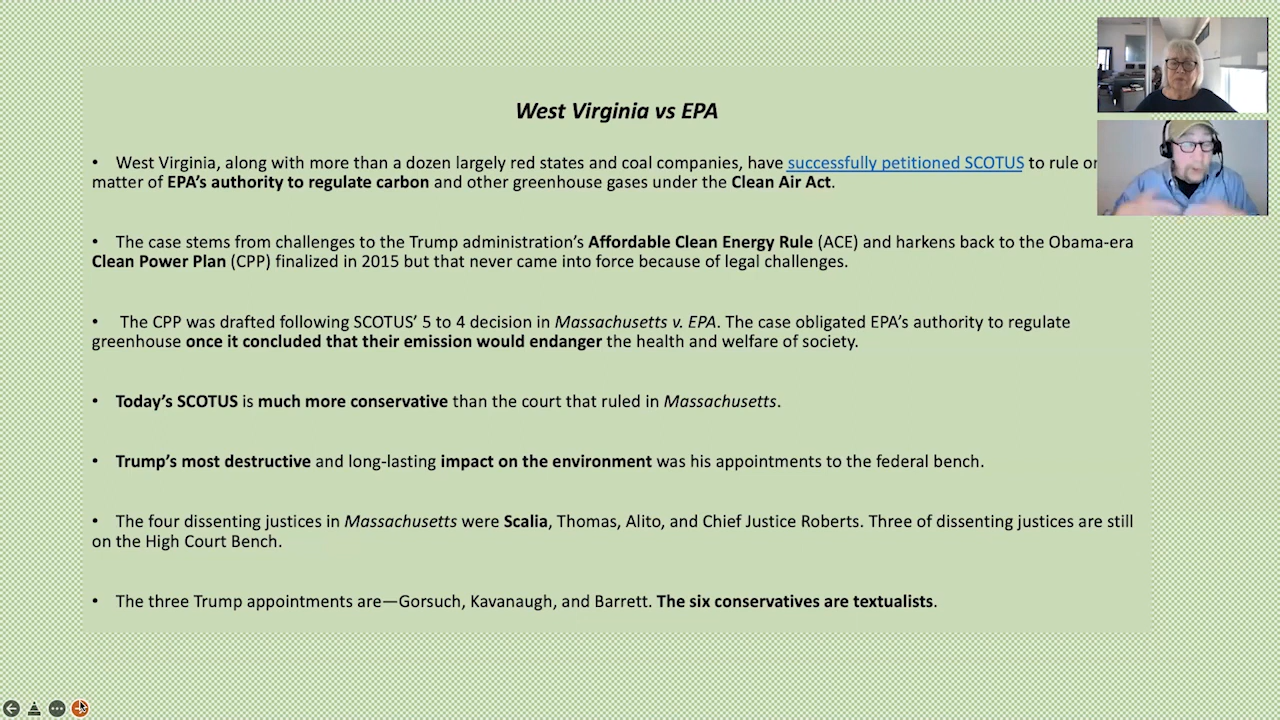 West Virginia vs EPA
• West Virginia, along with more than a dozen largely red states and coal companies, have successfully petitioned SCOTUS to rule
matter of EPA's authority to regulate carbon and other greenhouse gases under the Clean Air Act.
• The case stems from challenges to the Trump administration's Affordable Clean Energy Rule (ACE) and harkens back to the Obama-era
Clean Power Plan (CPP) finalized in 2015 but that never came into force because of legal challenges.
• The CPP was drafted following SCOTUS' 5 to 4 decision in Massachusetts v. EPA. The case obligated EPA's authority to regulate
greenhouse once it concluded that their emission would endanger the health and welfare of society.
• Today's SCOTUS is much more conservative than the court that ruled in Massachusetts.
• Trump's most destructive and long-lasting impact on the environment was his appointments to the federal bench.
• The four dissenting justices in Massachusetts were Scalia, Thomas, Alito, and Chief Justice Roberts. Three of dissenting justices are still
on the High Court Bench.
• The three Trump appointments are—Gorsuch, Kavanaugh, and Barrett. The six conservatives are textualists.